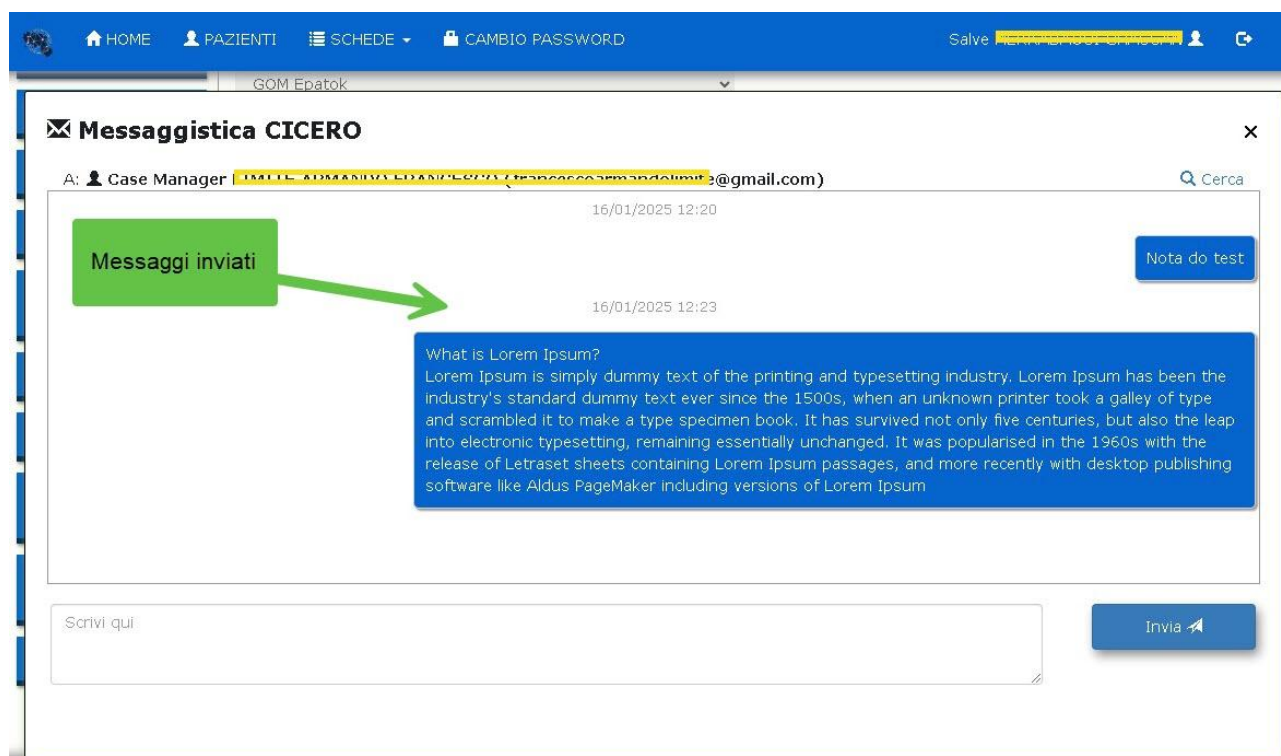 HOME PAZIENTI SCHEDE CAMBIO PASSWORD Salve
GOM Epatok
Messaggistica CICERO
A: Case Manager @gmail.com) Cerca
16/01/2025 12:20
Messaggi inviati
Nota do test
16/01/2025 12:23
What is Lorem Ipsum?
Lorem Ipsum is simply dummy text of the printing and typesetting industry. Lorem Ipsum has been the
industry's standard dummy text ever since the 1500s, when an unknown printer took a galley of type
and scrambled it to make a type specimen book. It has survived not only five centuries, but also the leap
into electronic typesetting, remaining essentially unchanged. It was popularised in the 1960s with the
release of Letraset sheets containing Lorem Ipsum passages, and more recently with desktop publishing
software like Aldus PageMaker including versions of Lorem Ipsum
Scrivi qui
Invia